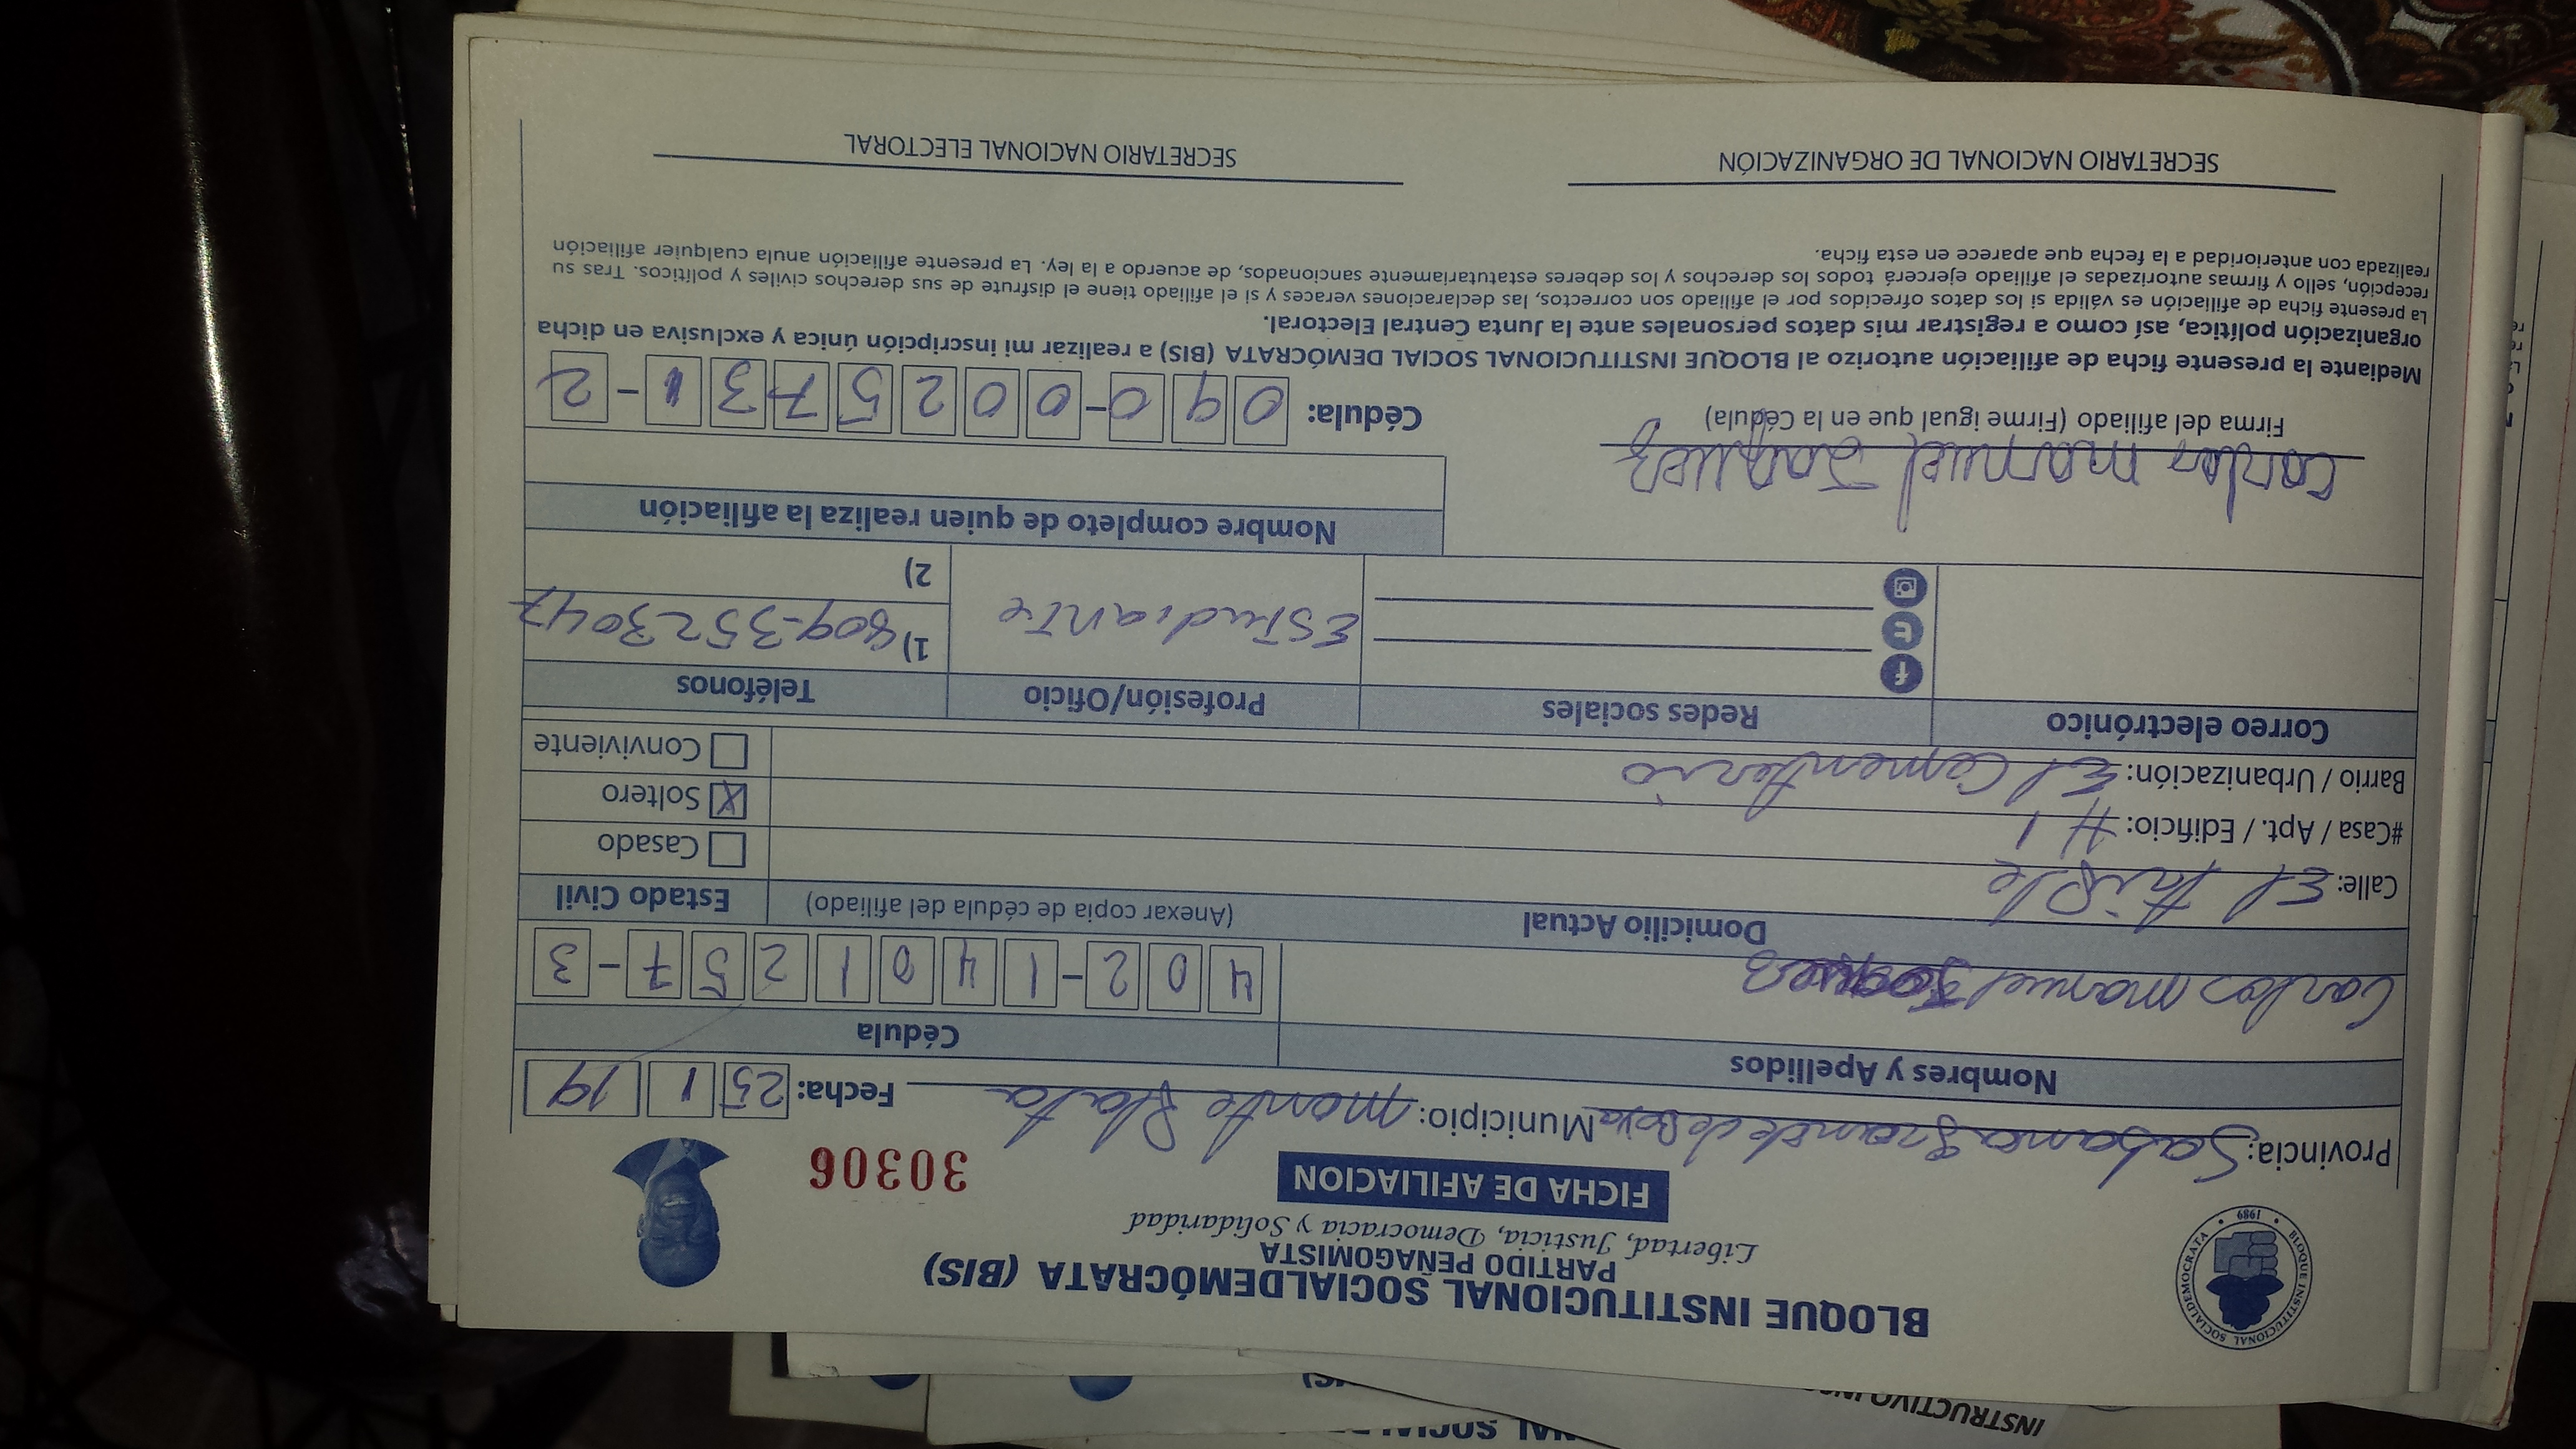 BLOQUE INSTITUCIONAL SOCIALDEMÓCRATA (BIS)
PARTIDO PEÑAGOMISTA
Libertad, Justicia, Democracia y Solidaridad
FICHA DE AFILIACION
30306
BLOQUE INSTITUCIONAL SOCIALDEMOCRATA
1989
Provincia: Sabana Grande de Boya Municipio: Monte Plata Fecha: 25 1 19
Nombres y Apellidos Cédula
Carlos manuel 402-1401257-3
Domicilio Actual (Anexar copia de cédula del afiliado) Estado Civil
Calle: El Casado
#Casa / Apt. / Edificio: # 1 X Soltero
Barrio / Urbanización: El Conviviente
Correo electrónico Redes sociales Profesión/Oficio Teléfonos
Estudiante 1) 809-3523047
2)
Nombre completo de quien realiza la afiliación
Carlos manuel
Firma del afiliado (Firme igual que en la Cédula) Cédula: 090-0025731-2
Mediante la presente ficha de afiliación autorizo al BLOQUE INSTITUCIONAL SOCIAL DEMÓCRATA (BIS) a realizar mi inscripción única y exclusiva en dicha
organización política, así como a registrar mis datos personales ante la Junta Central Electoral.
La presente ficha de afiliación es válida si los datos ofrecidos por el afiliado son correctos, las declaraciones veraces y si el afiliado tiene el disfrute de sus derechos civiles y políticos. Tras su
recepción, sello y firmas autorizadas el afiliado ejercerá todos los derechos y los deberes estatutariamente sancionados, de acuerdo a la ley. La presente afiliación anula cualquier afiliación
realizada con anterioridad a la fecha que aparece en esta ficha.
SECRETARIO NACIONAL DE ORGANIZACIÓN SECRETARIO NACIONAL ELECTORAL